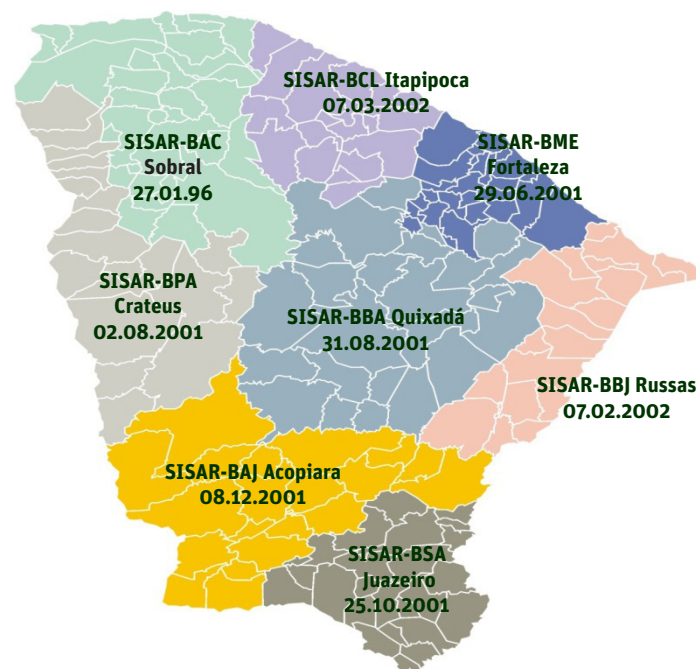 SISAR-BCL Itapipoca
07.03.2002
SISAR-BAC
Sobral
27.01.96
SISAR-BME
Fortaleza
29.06.2001
SISAR-BPA
Crateus
02.08.2001
SISAR-BBA Quixadá
31.08.2001
SISAR-BBJ Russas
07.02.2002
SISAR-BAJ Acopiara
08.12.2001
SISAR-BSA
Juazeiro
25.10.2001